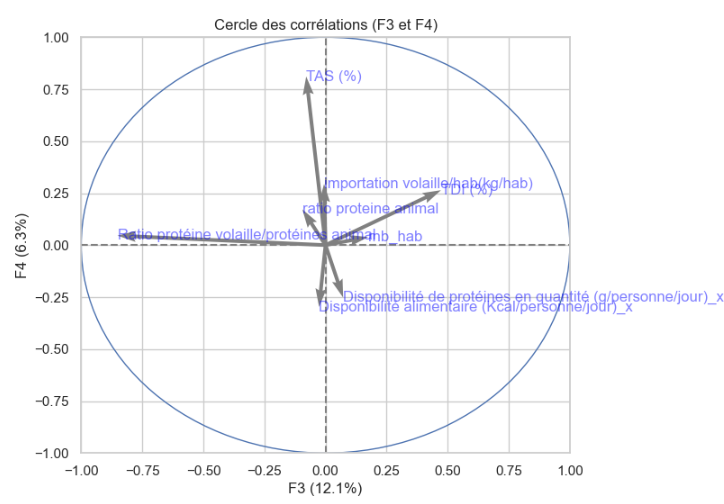 Cercle des corrélations (F3 et F4)
1.00
0.75
0.50
0.25
0.00
−0.25
−0.50
−0.75
−1.00
F4 (6.3%)
TAS (%)
Importation volaille/hab(kg/hab)
TDI (%)
ratio proteine animal
Ratio protéine volaille/protéines animal
nb_hab
Disponibilité de protéines en quantité (g/personne/jour)_x
Disponibilité alimentaire (Kcal/personne/jour)_x
−1.00 −0.75 −0.50 −0.25 0.00 0.25 0.50 0.75 1.00
F3 (12.1%)